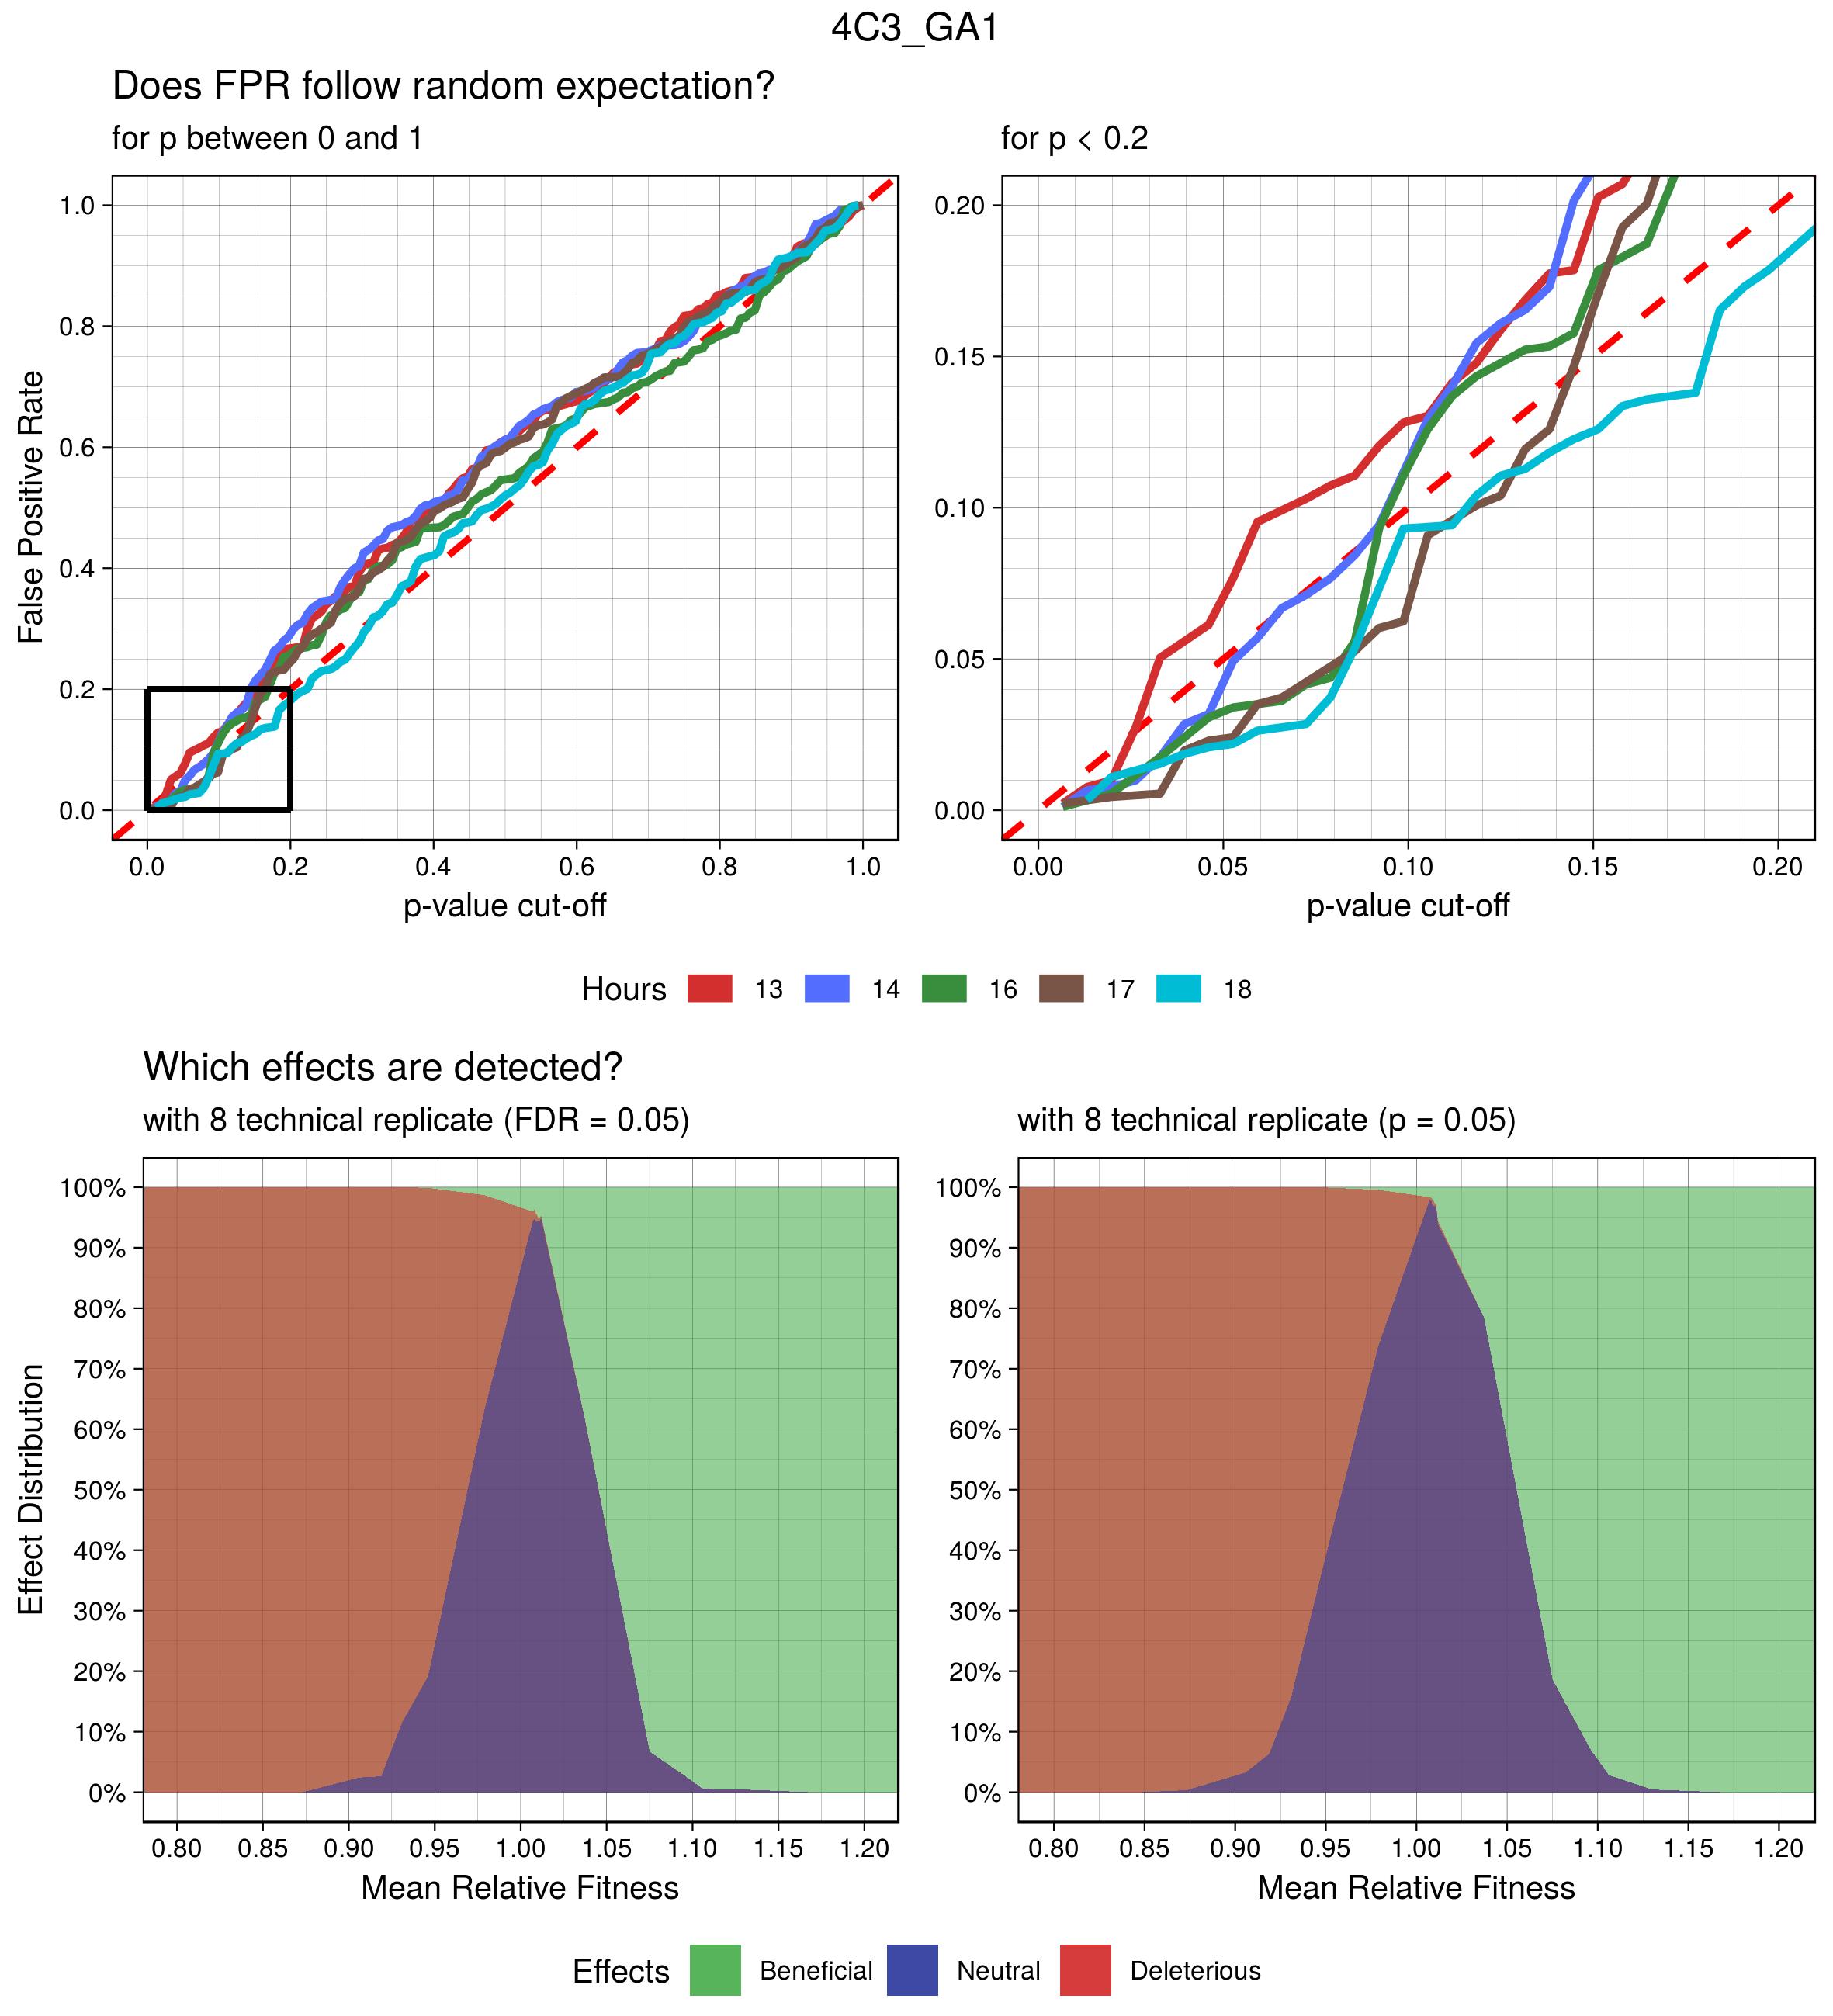 4C3_GA1
Does FPR follow random expectation?
for p between 0 and 1
for p < 0.2
False Positive Rate
1.0
0.8
0.6
0.4
0.2
0.0
0.0 0.2 0.4 0.6 0.8 1.0
p-value cut-off
0.20
0.15
0.10
0.05
0.00
0.00 0.05 0.10 0.15 0.20
p-value cut-off
Hours 13 14 16 17 18
Which effects are detected?
with 8 technical replicate (FDR = 0.05)
with 8 technical replicate (p = 0.05)
Effect Distribution
100%
90%
80%
70%
60%
50%
40%
30%
20%
10%
0%
0.80 0.85 0.90 0.95 1.00 1.05 1.10 1.15 1.20
Mean Relative Fitness
100%
90%
80%
70%
60%
50%
40%
30%
20%
10%
0%
0.80 0.85 0.90 0.95 1.00 1.05 1.10 1.15 1.20
Mean Relative Fitness
Effects Beneficial Neutral Deleterious